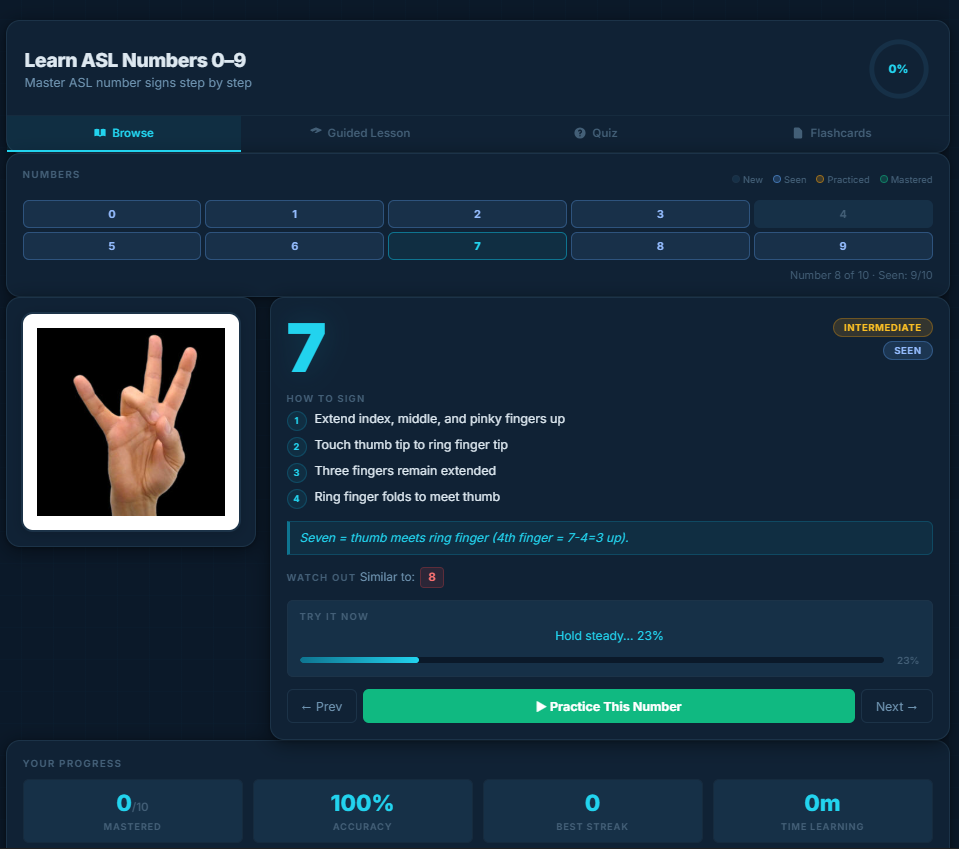 Learn ASL Numbers 0–9
Master ASL number signs step by step
0%
Browse
Guided Lesson
Quiz
Flashcards
NUMBERS
New Seen Practiced Mastered
0 1 2 3 4
5 6 7 8 9
Number 8 of 10 · Seen: 9/10
7
INTERMEDIATE
SEEN
HOW TO SIGN
1 Extend index, middle, and pinky fingers up
2 Touch thumb tip to ring finger tip
3 Three fingers remain extended
4 Ring finger folds to meet thumb
Seven = thumb meets ring finger (4th finger = 7-4=3 up).
WATCH OUT Similar to: 8
TRY IT NOW
Hold steady... 23%
23%
← Prev
▶ Practice This Number
Next →
YOUR PROGRESS
0/10 100% 0 0m
MASTERED ACCURACY BEST STREAK TIME LEARNING